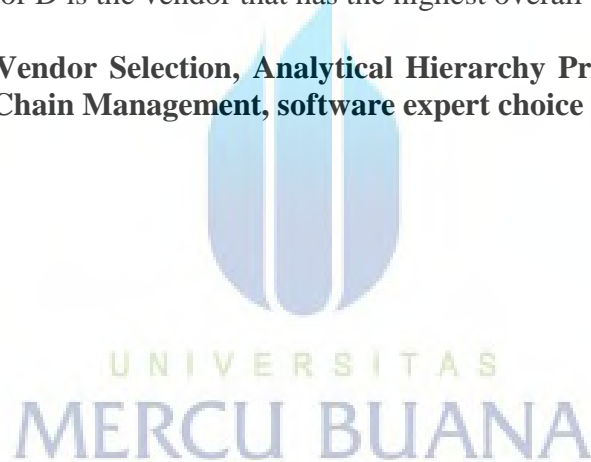 or D is the vendor that has the highest overall
Vendor Selection, Analytical Hierarchy Pr
Chain Management, software expert choice
UNIVERSITAS
MERCU BUANA